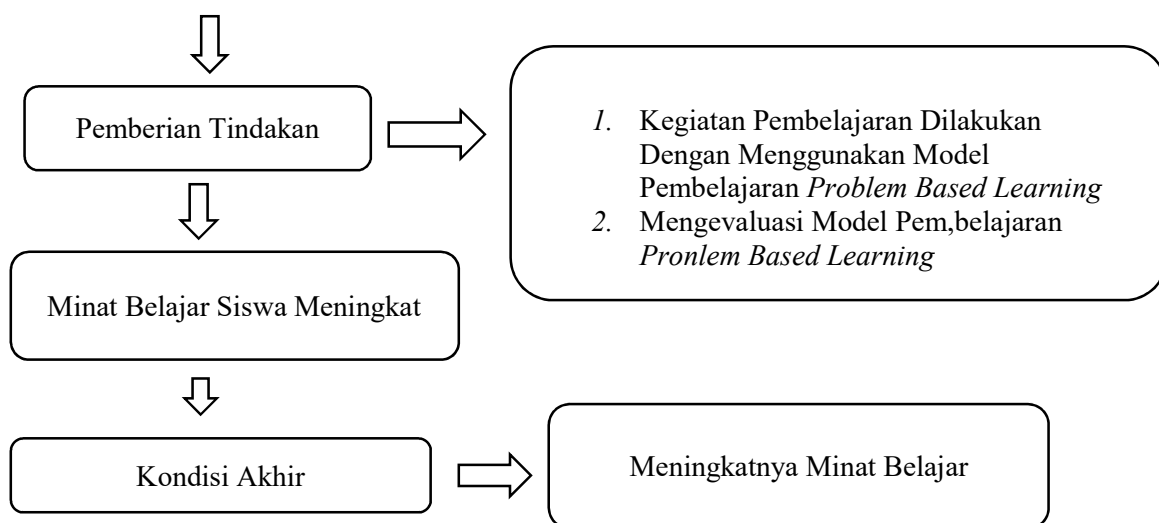 Pemberian Tindakan
1. Kegiatan Pembelajaran Dilakukan
Dengan Menggunakan Model
Pembelajaran Problem Based Learning
2. Mengevaluasi Model Pem,belajaran
Pronlem Based Learning
Minat Belajar Siswa Meningkat
Kondisi Akhir
Meningkatnya Minat Belajar